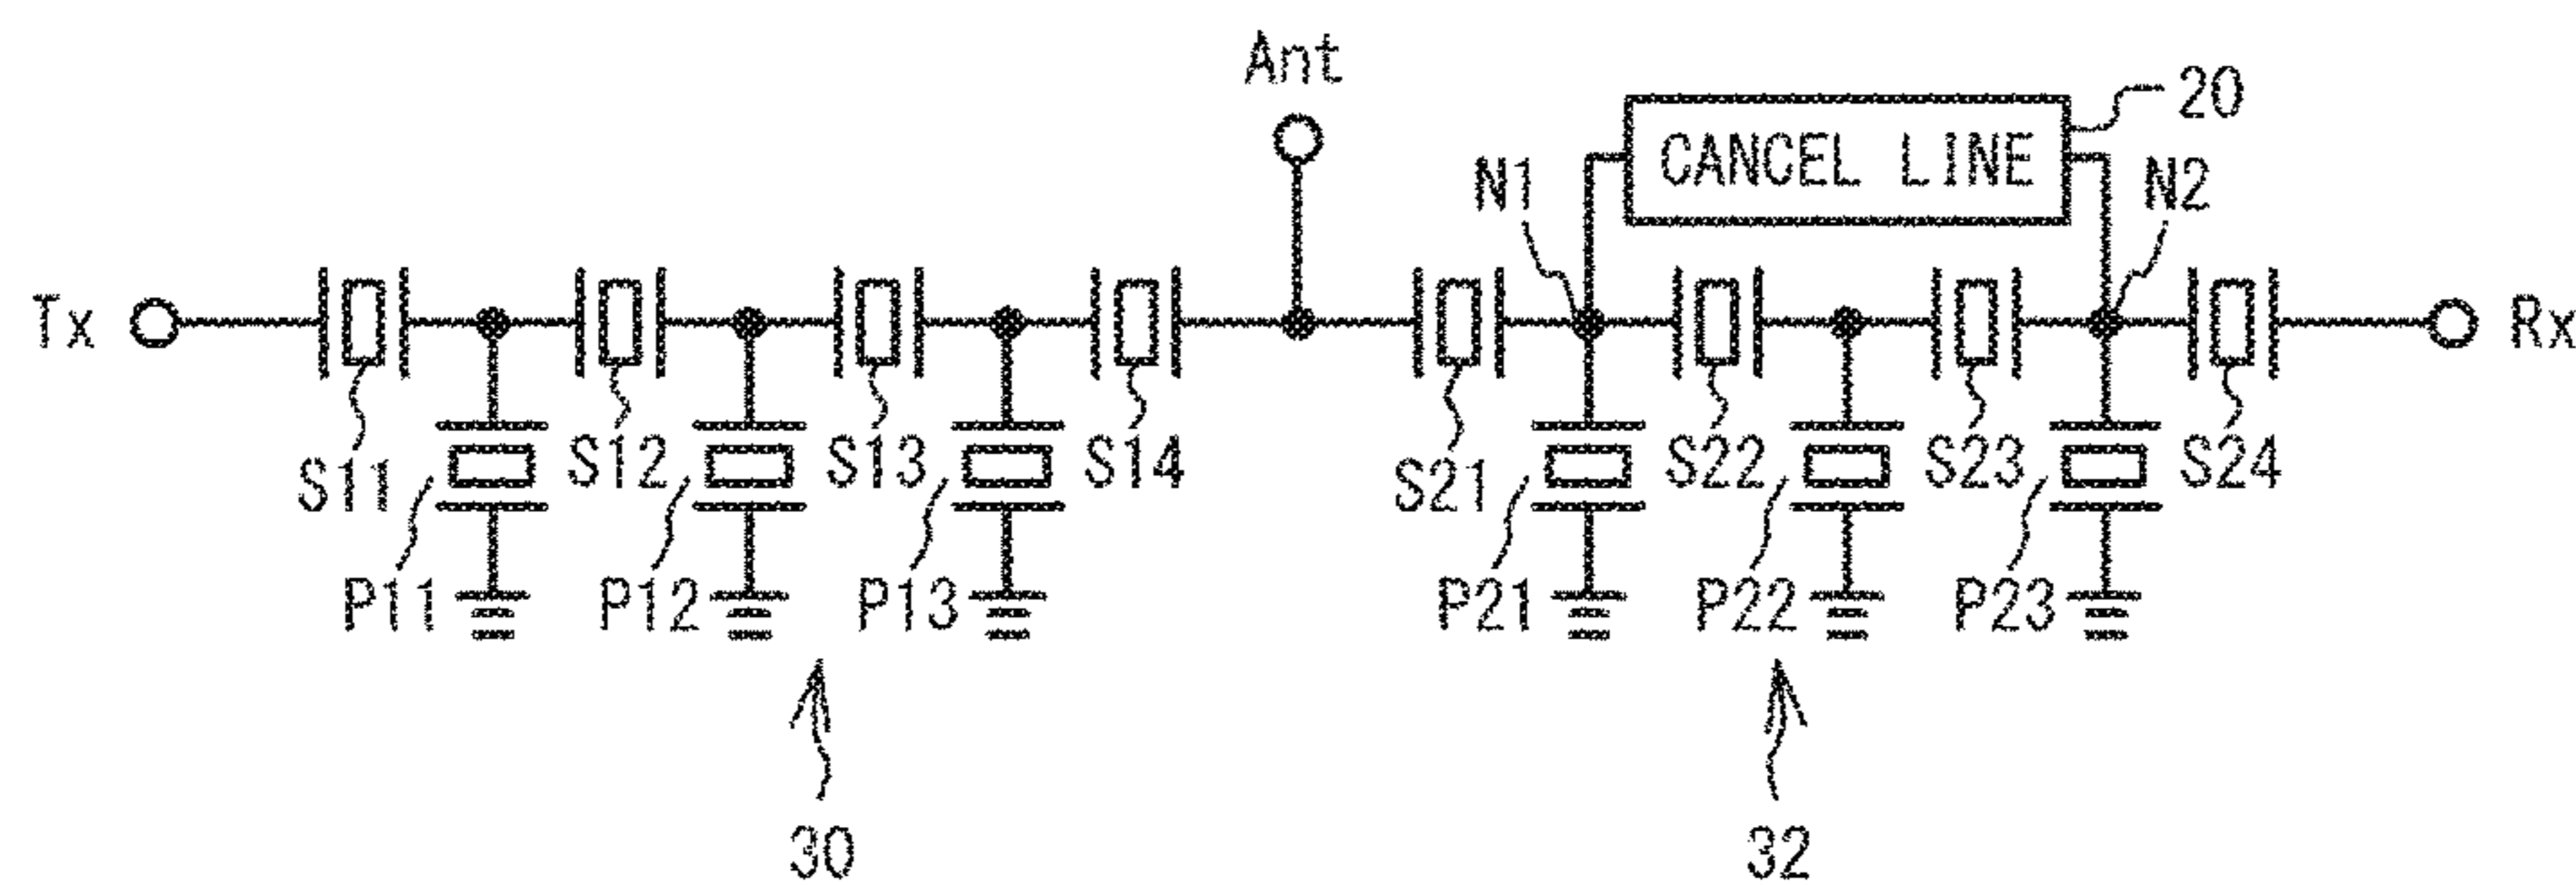 Ant
20
CANCEL LINE
N1
N2
Tx
Rx
S11
S12
S13
S14
S21
S22
S23
S24
P11
P12
P13
P21
P22
P23
30
32